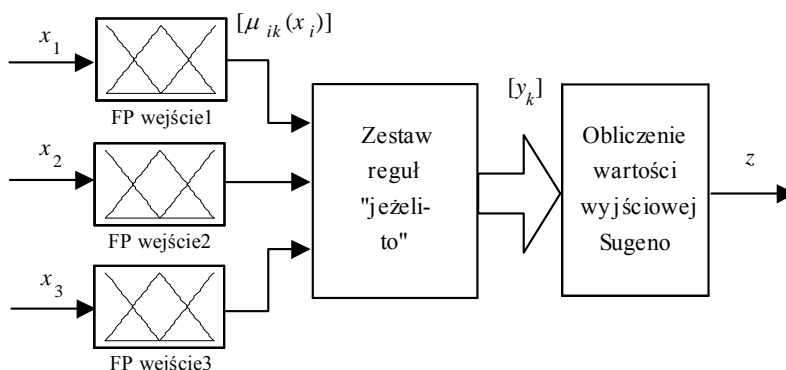 x1
[μik(xi)]
FP wejście1
x2
FP wejście2
x3
FP wejście3
Zestaw
reguł
"jeżeli-
to"
[yk]
Obliczenie
wartości
wyjściowej
Sugeno
z